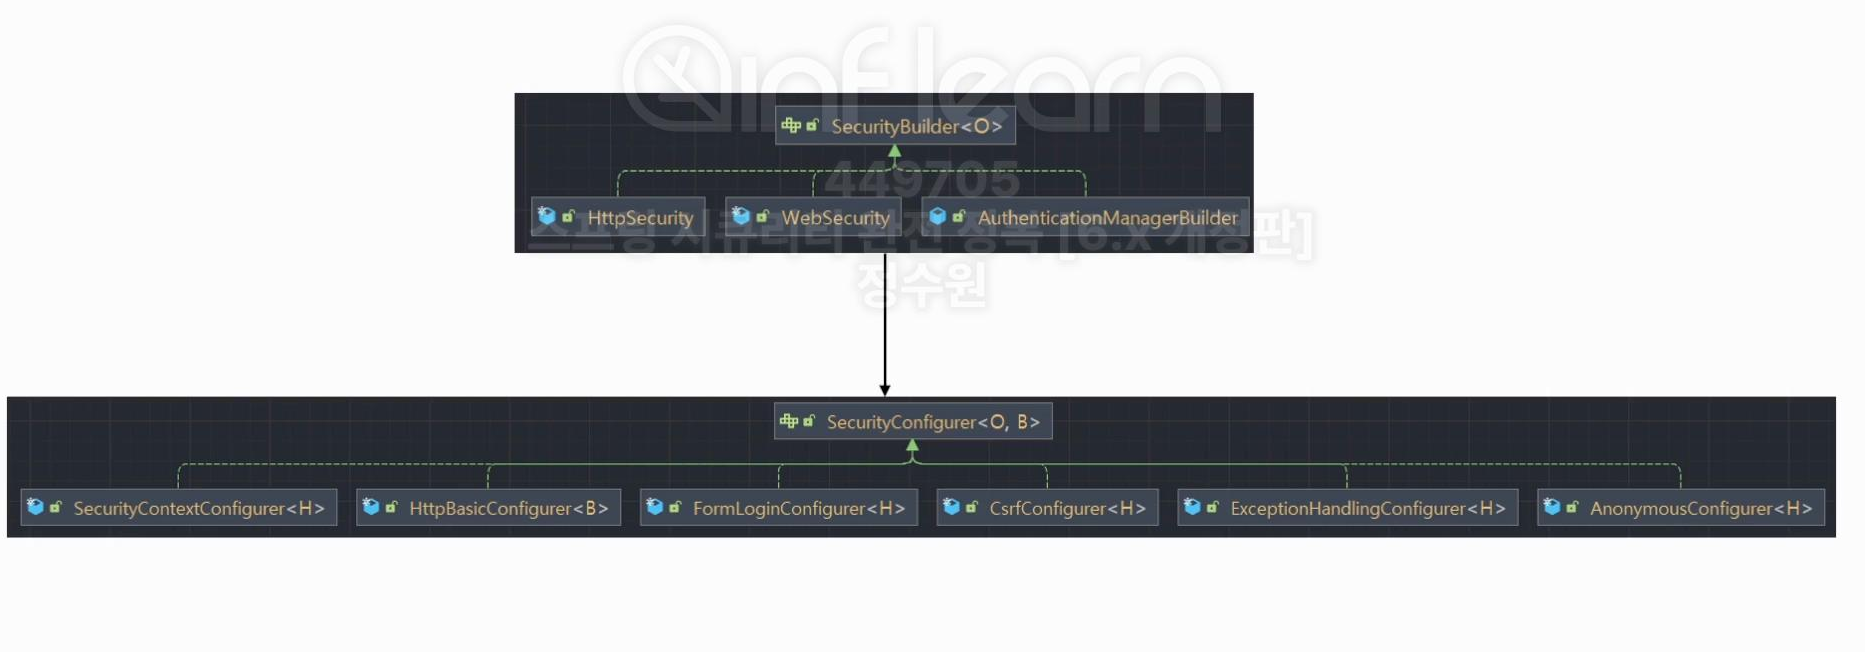 inflearn
SecurityBuilder<O>
449705
HttpSecurity
WebSecurity
AuthenticationManagerBuilder
스프링 시큐리티 완전 정복 [6.x 개정판]
정수원
SecurityConfigurer<O, B>
SecurityContextConfigurer<H>
HttpBasicConfigurer<B>
FormLoginConfigurer<H>
CsrfConfigurer<H>
ExceptionHandlingConfigurer<H>
AnonymousConfigurer<H>